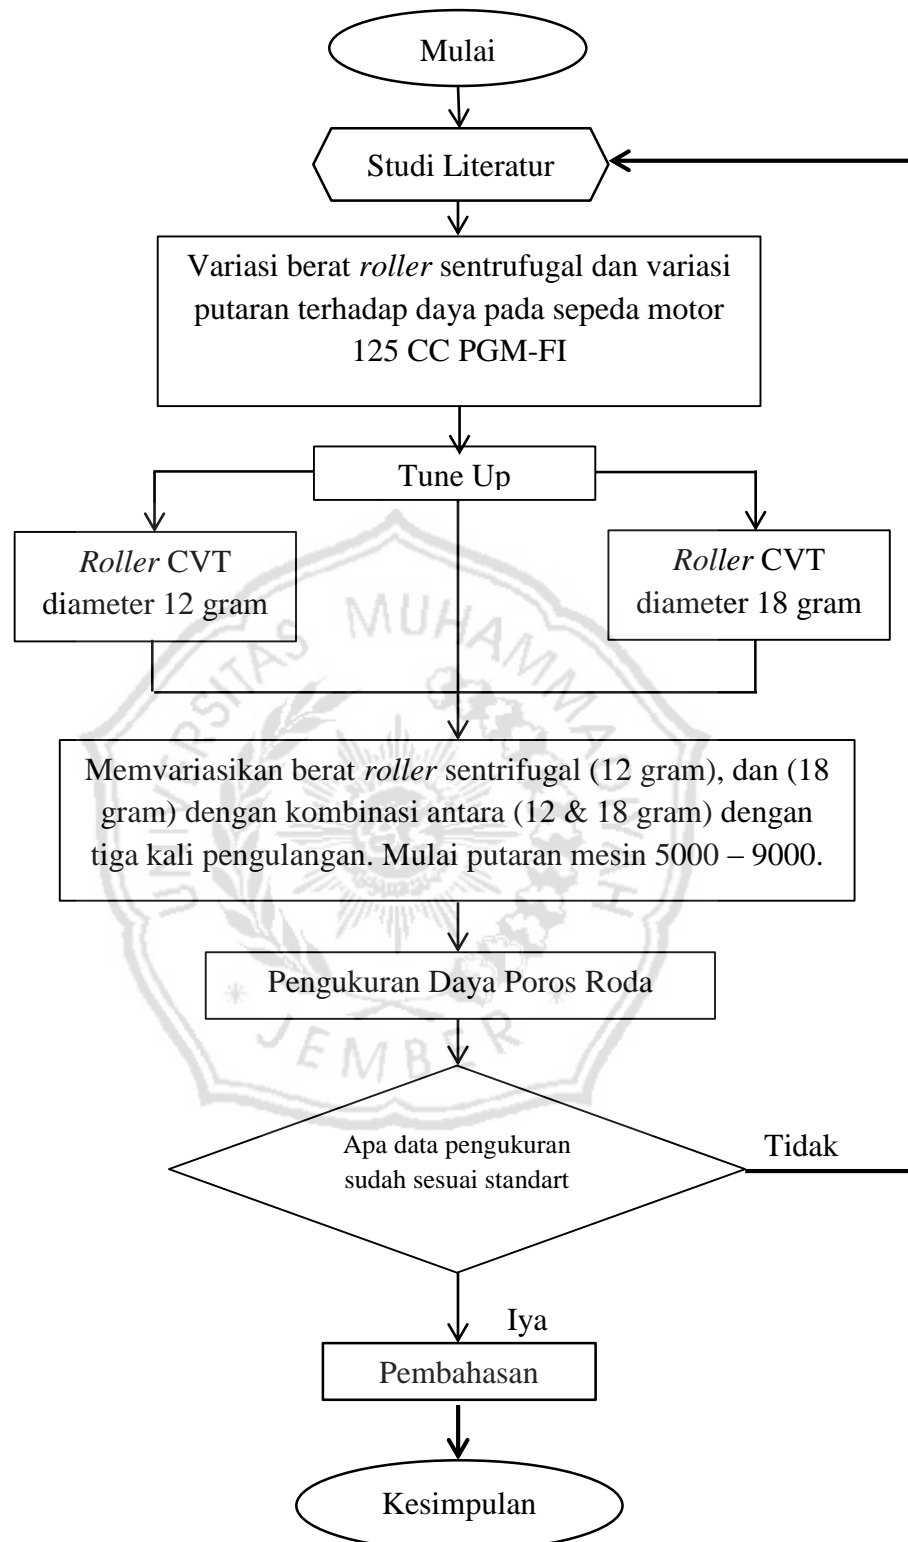 Mulai
Studi Literatur
Variasi berat roller sentrufugal dan variasi
putaran terhadap daya pada sepeda motor
125 CC PGM-FI
Tune Up
Roller CVT
diameter 12 gram
Roller CVT
diameter 18 gram
Memvariasikan berat roller sentrifugal (12 gram), dan (18
gram) dengan kombinasi antara (12 & 18 gram) dengan
tiga kali pengulangan. Mulai putaran mesin 5000 – 9000.
Pengukuran Daya Poros Roda
Apa data pengukuran
sudah sesuai standart
Tidak
Iya
Pembahasan
Kesimpulan
UNIVERSITAS MUHAMMADIYAH
* JEMBER *